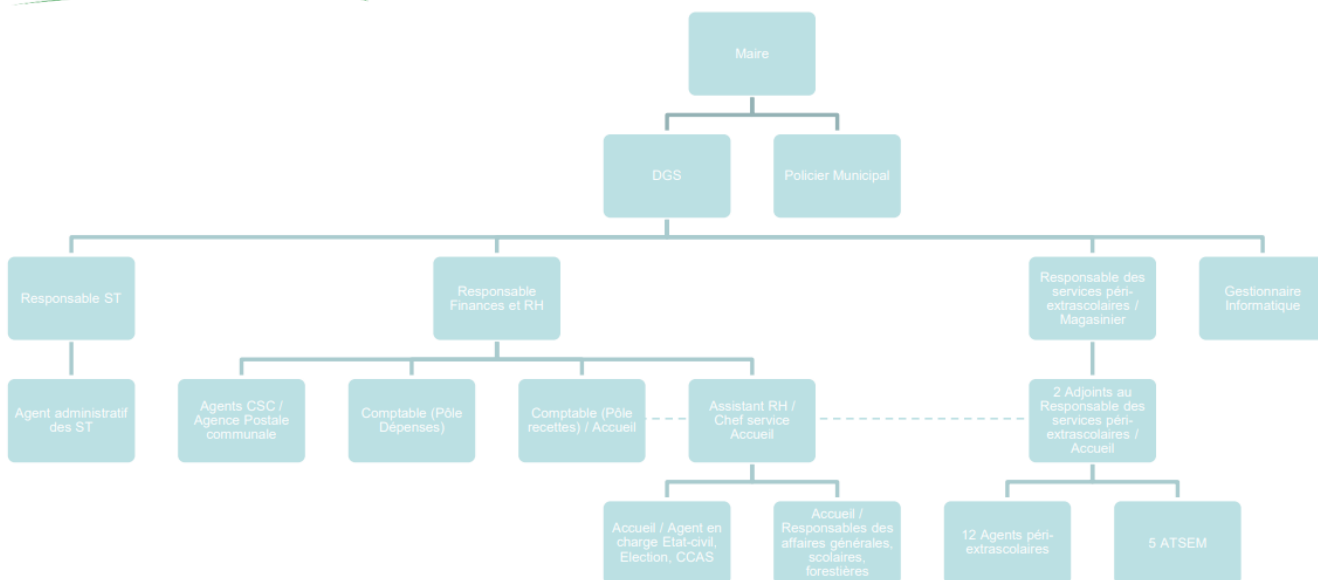 Maire
DGS
Policier Municipal
Responsable ST
Responsable
Finances et RH
Responsable des
services péri-
extrascolaires /
Magasinier
Gestionnaire
Informatique
Agent administratif
des ST
Agents CSC /
Agence Postale
communale
Comptable (Pôle
Dépenses)
Comptable (Pôle
recettes) / Accueil
Assistant RH /
Chef service
Accueil
2 Adjoints au
Responsable des
services péri-
extrascolaires /
Accueil
Accueil / Agent en
charge Etat-civil,
Election, CCAS
Accueil /
Responsables des
affaires générales,
scolaires,
forestières
12 Agents péri-
extrascolaires
5 ATSEM